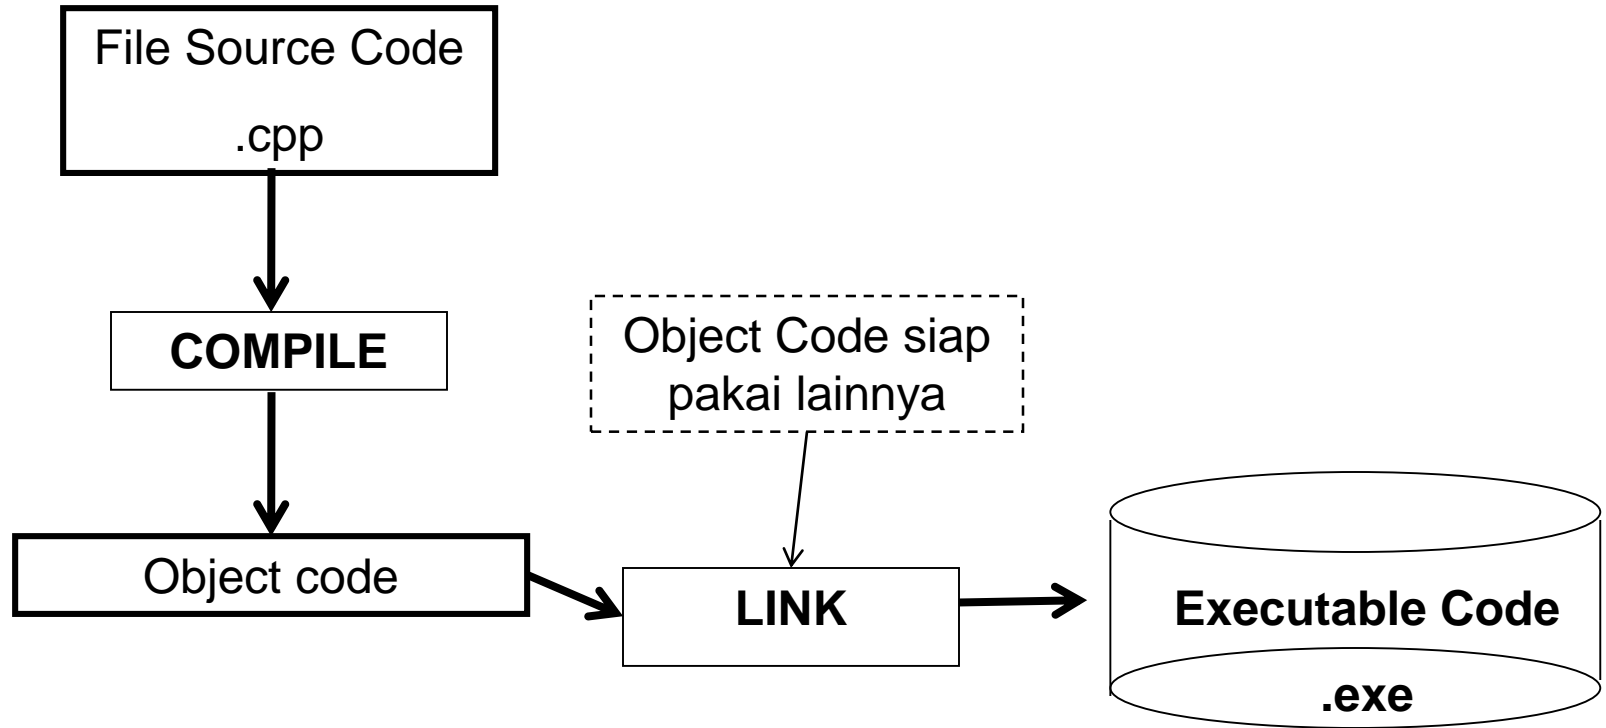 File Source Code
.cpp
COMPILE
Object Code siap
pakai lainnya
Object code
LINK
Executable Code
.exe